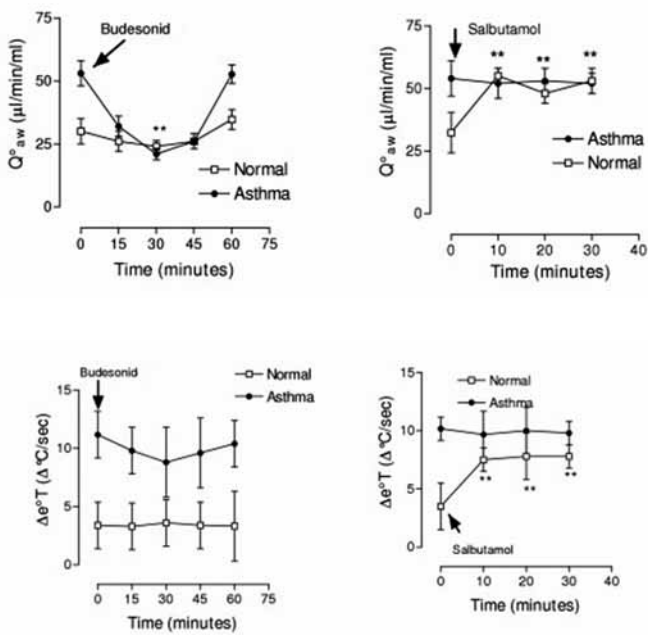 75
50
25
0
Q°aw (µl/min/ml)
Budesonid
**
Normal
Asthma
0 15 30 45 60 75
Time (minutes)
75
50
25
0
Q°aw (µl/min/ml)
Salbutamol
** ** **
Asthma
Normal
0 10 20 30 40
Time (minutes)
15
10
5
0
Δe°T (Δ°C/sec)
Budesonid
Normal
Asthma
0 15 30 45 60 75
Time (minutes)
15
10
5
0
Δe°T (Δ°C/sec)
Normal
Asthma
** ** **
Salbutamol
0 10 20 30 40
Time (minutes)